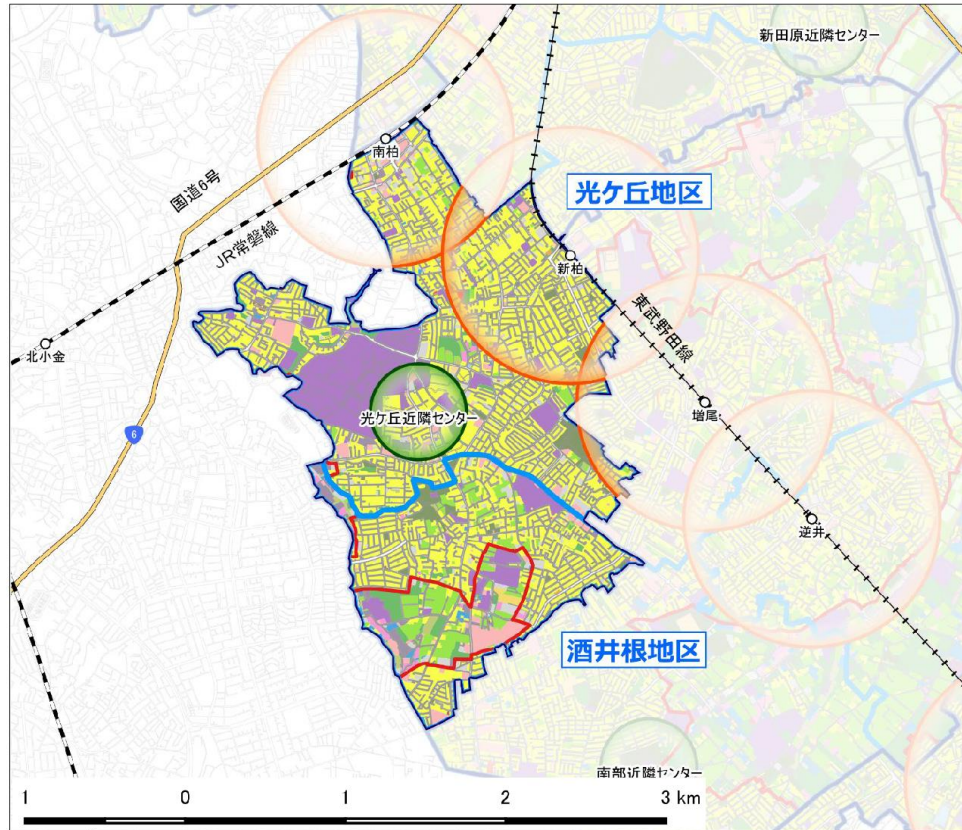 新田原近隣センター
南柏
国道6号
光ケ丘地区
JR常磐線
新柏
東武野田線
北小金
増尾
光ケ丘近隣センター
6
逆井
酒井根地区
南部近隣センター
1 0 1 2 3 km